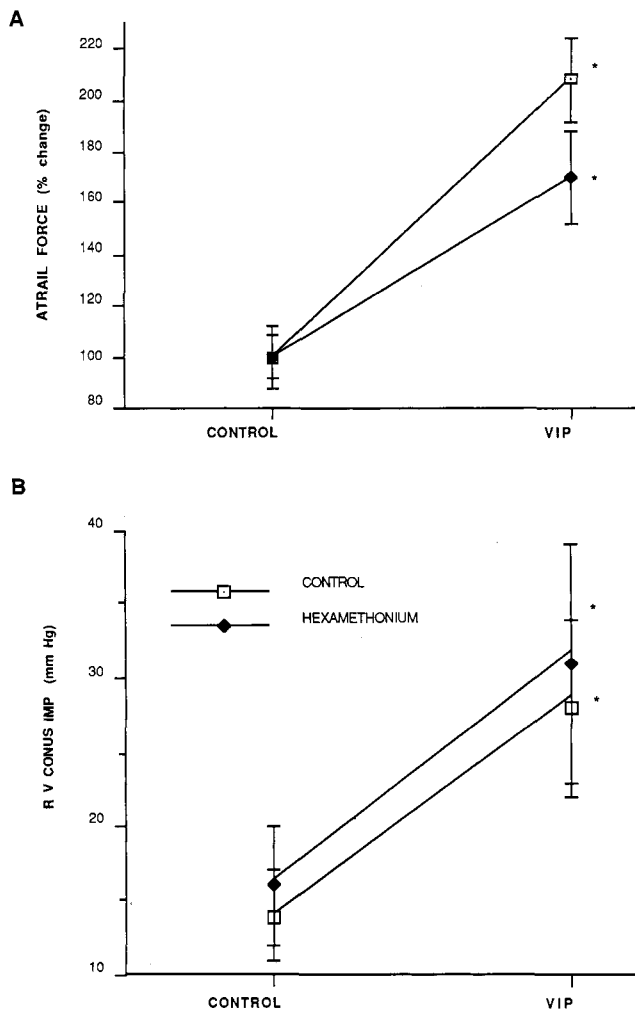 A
ATRAIL FORCE (% change)
220
200
180
160
140
120
100
80
*
*
CONTROL
VIP
B
R V CONUS IMP (mm Hg)
40
30
20
10
CONTROL
HEXAMETHONIUM
*
*
CONTROL
VIP